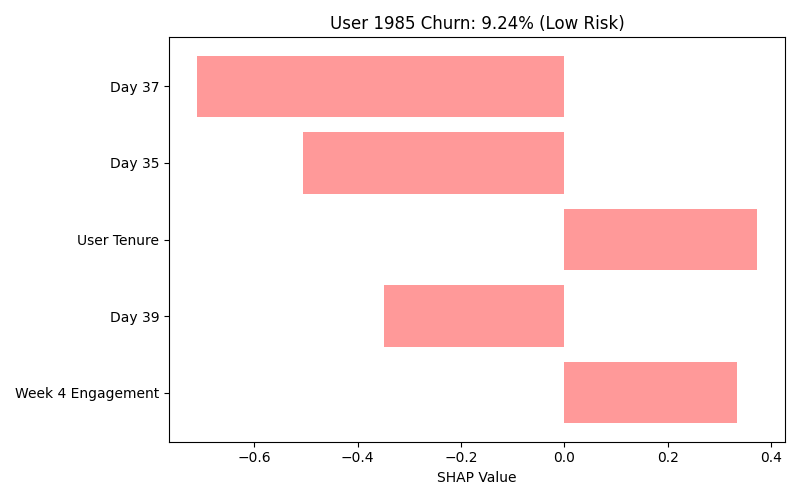 User 1985 Churn: 9.24% (Low Risk)
Day 37
Day 35
User Tenure
Day 39
Week 4 Engagement
−0.6 −0.4 −0.2 0.0 0.2 0.4
SHAP Value